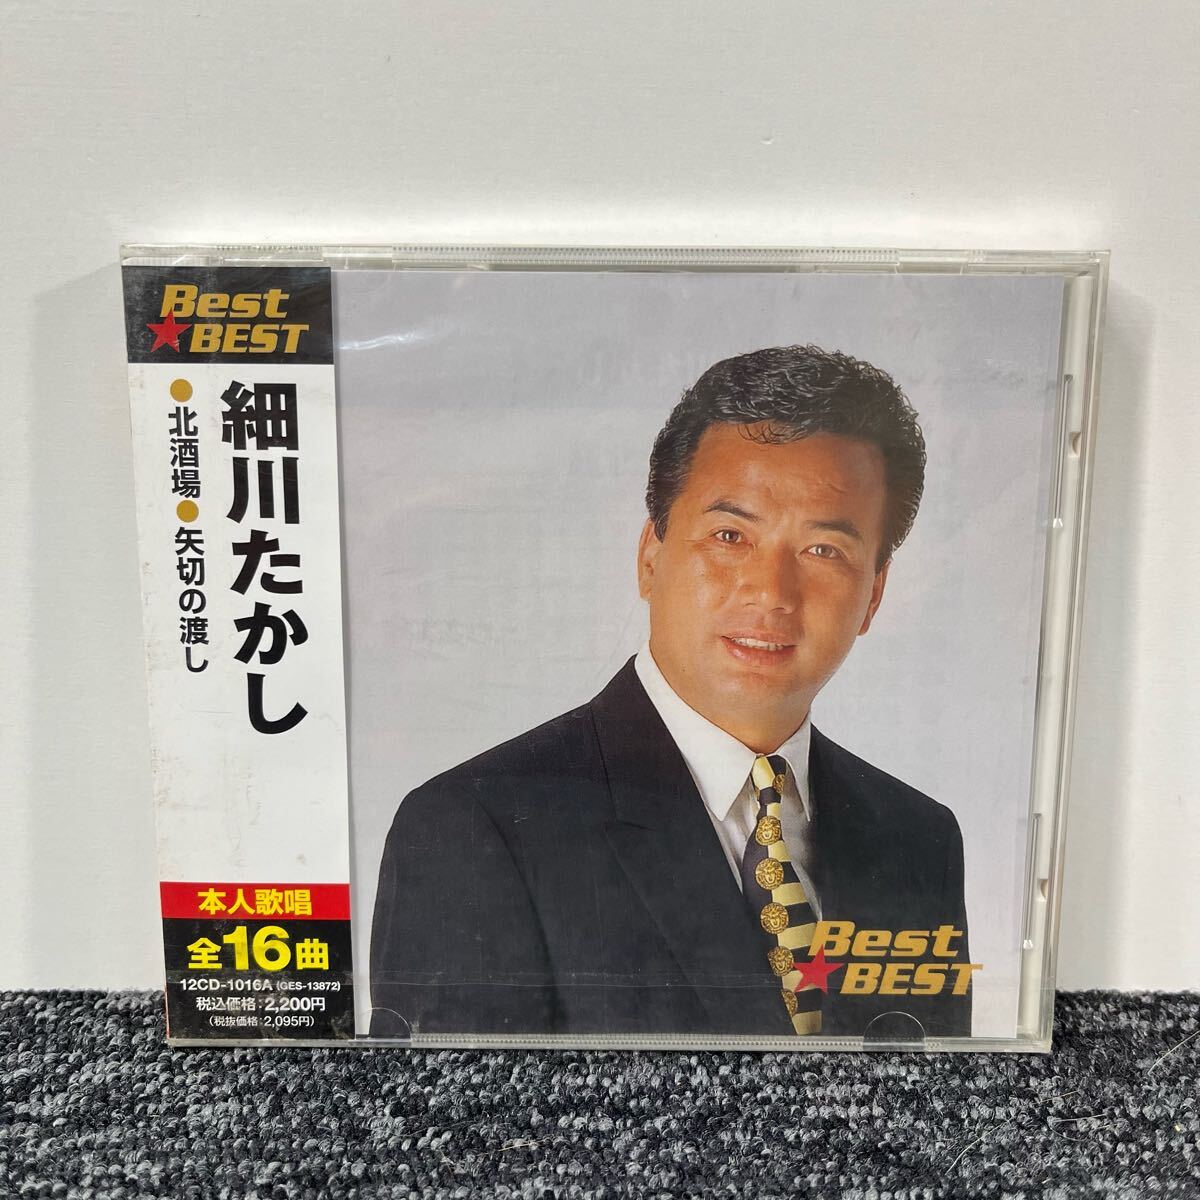 Best
★BEST
細川たかし
●北酒場●矢切の渡し
本人歌唱
全16曲
12CD-1016A (GES-13872)
税込価格:2,200円
(税抜価格:2,095円)
Best
★BEST